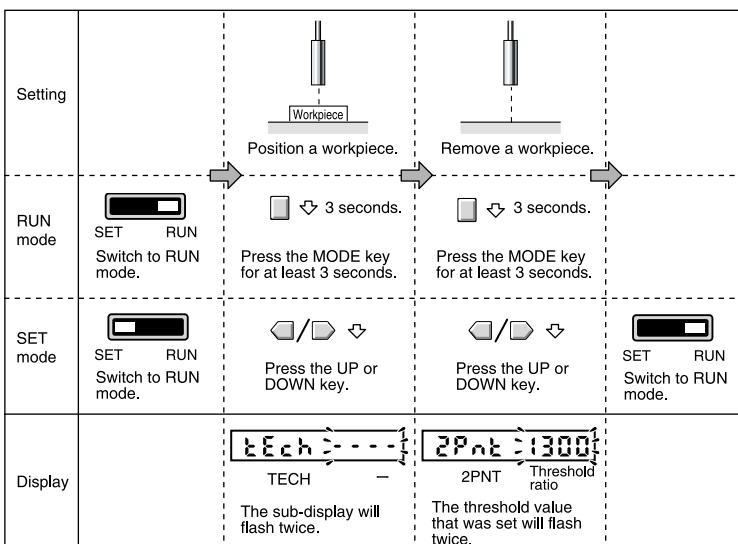 Setting
Workpiece
Position a workpiece.
Remove a workpiece.
RUN
mode
SET RUN
Switch to RUN
mode.
3 seconds.
Press the MODE key
for at least 3 seconds.
3 seconds.
Press the MODE key
for at least 3 seconds.
SET
mode
SET RUN
Switch to RUN
mode.
/
Press the UP or
DOWN key.
/
Press the UP or
DOWN key.
SET RUN
Switch to RUN
mode.
Display
tEch ----
TECH –
The sub-display will
flash twice.
2Pnt 1300
2PNT Threshold
ratio
The threshold value
that was set will flash
twice.